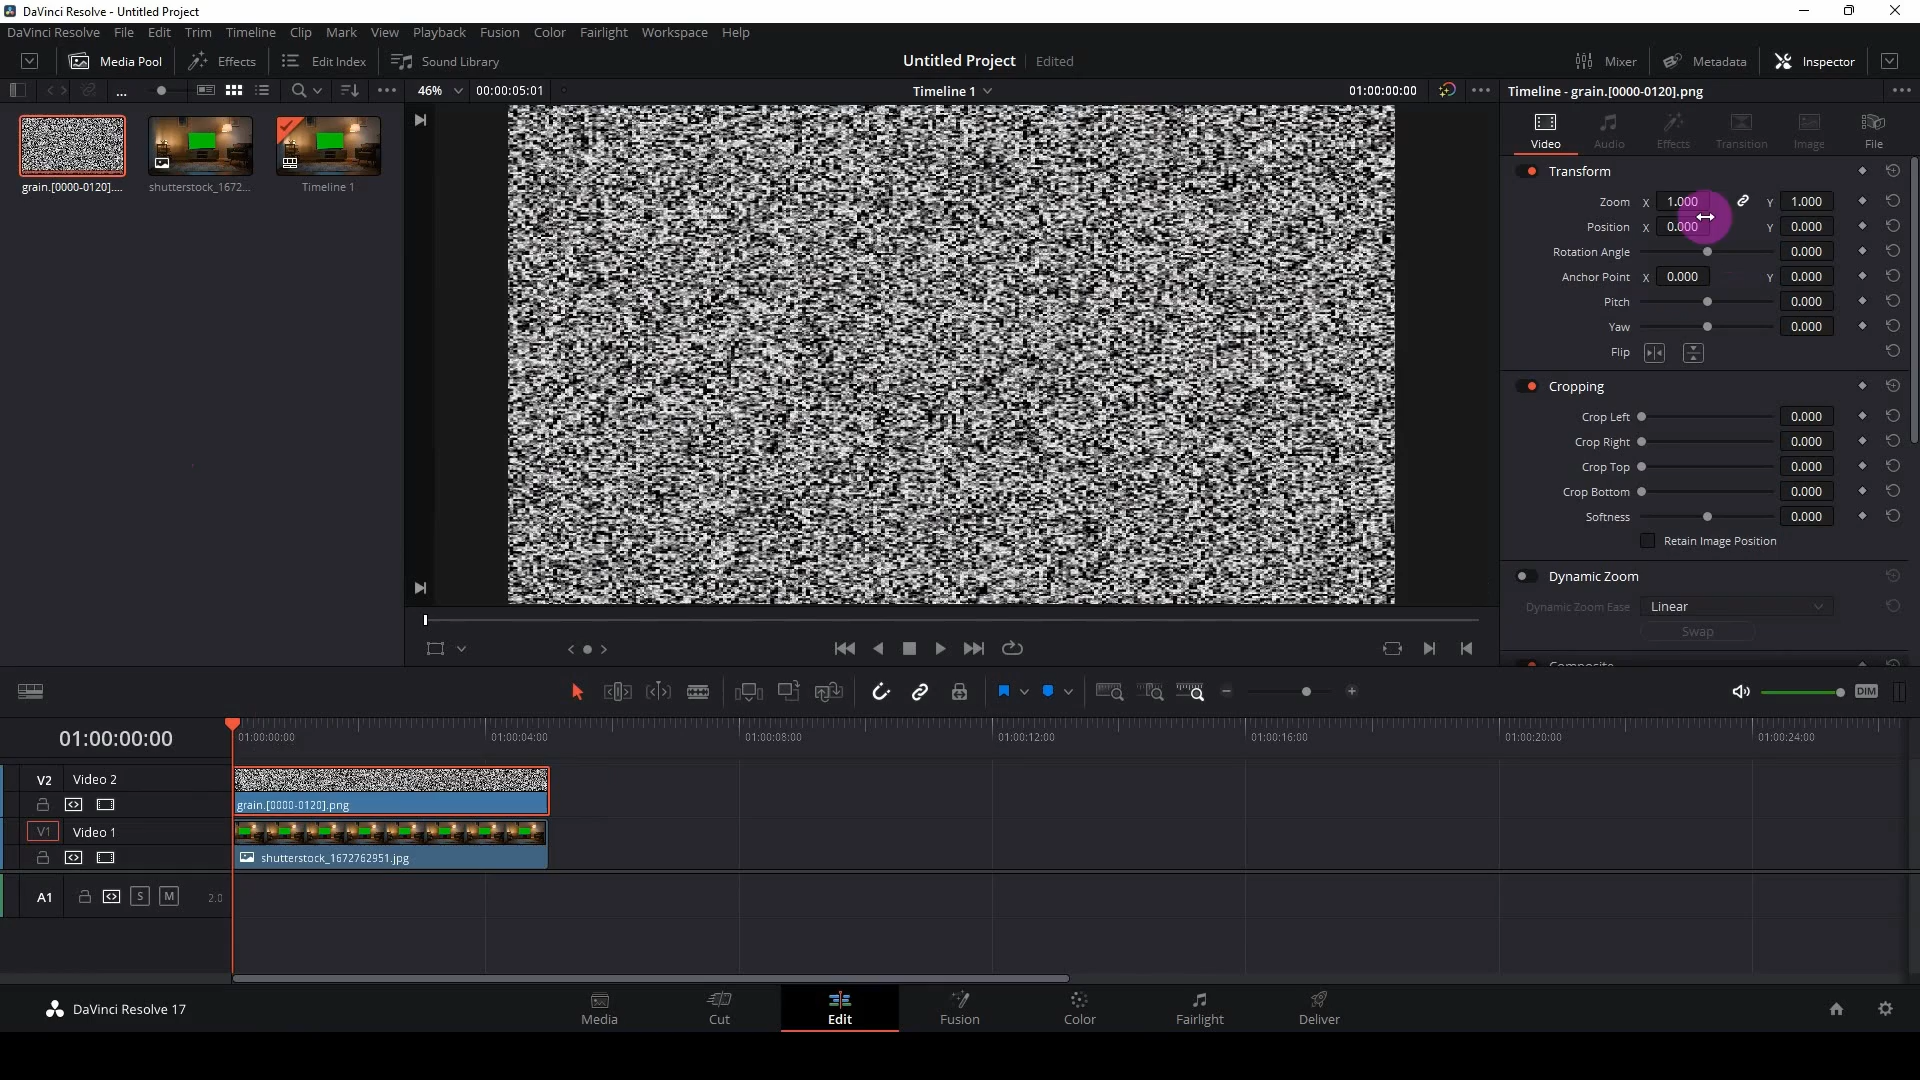 DaVinci Resolve - Untitled Project
DaVinci Resolve File Edit Trim Timeline Clip Mark View Playback Fusion Color Fairlight Workspace Help
Media Pool Effects Edit Index Sound Library Untitled Project Edited Mixer Metadata Inspector
... 46% 00:00:05:01 Timeline 1 01:00:00:00 Timeline - grain.[0000-0120].png
Video Audio Effects Transition Image File
grain.[0000-0120].... shutterstock_1672... Timeline 1
Transform
Zoom X 1.000 Y 1.000
Position X 0.000 Y 0.000
Rotation Angle 0.000
Anchor Point X 0.000 Y 0.000
Pitch 0.000
Yaw 0.000
Flip
Cropping
Crop Left 0.000
Crop Right 0.000
Crop Top 0.000
Crop Bottom 0.000
Softness 0.000
Retain Image Position
Dynamic Zoom
Dynamic Zoom Ease Linear
Swap
Composite
DIM
01:00:00:00 01:00:00:00 01:00:04:00 01:00:08:00 01:00:12:00 01:00:16:00 01:00:20:00 01:00:24:00
V2 Video 2
grain.[0000-0120].png
V1 Video 1
shutterstock_1672762951.jpg
A1 S M 2.0
DaVinci Resolve 17 Media Cut Edit Fusion Color Fairlight Deliver